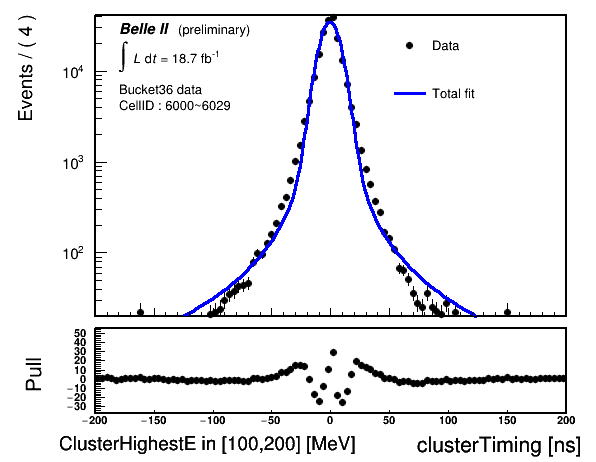 Belle II (preliminary)
∫ L dt = 18.7 fb⁻¹
Bucket36 data
CellID : 6000~6029
Data
Total fit
Events / ( 4 )
10⁴
10³
10²
Pull
50
40
30
20
10
0
−10
−20
−30
−200 −150 −100 −50 0 50 100 150 200
ClusterHighestE in [100,200] [MeV] clusterTiming [ns]